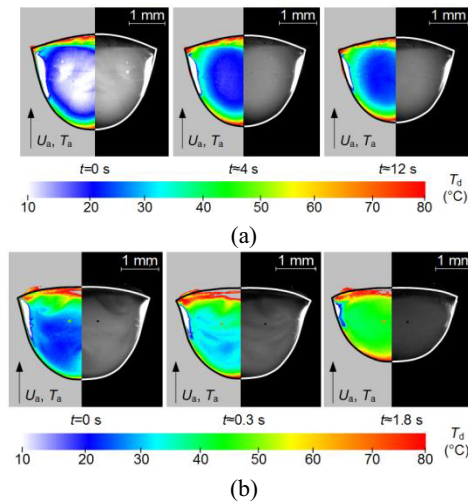 1 mm 1 mm 1 mm
Uₐ, Tₐ Uₐ, Tₐ Uₐ, Tₐ
t=0 s t≈4 s t≈12 s
T_d
(°C)
10 20 30 40 50 60 70 80
(a)
1 mm 1 mm 1 mm
Uₐ, Tₐ Uₐ, Tₐ Uₐ, Tₐ
t=0 s t≈0.3 s t≈1.8 s
T_d
(°C)
10 20 30 40 50 60 70 80
(b)